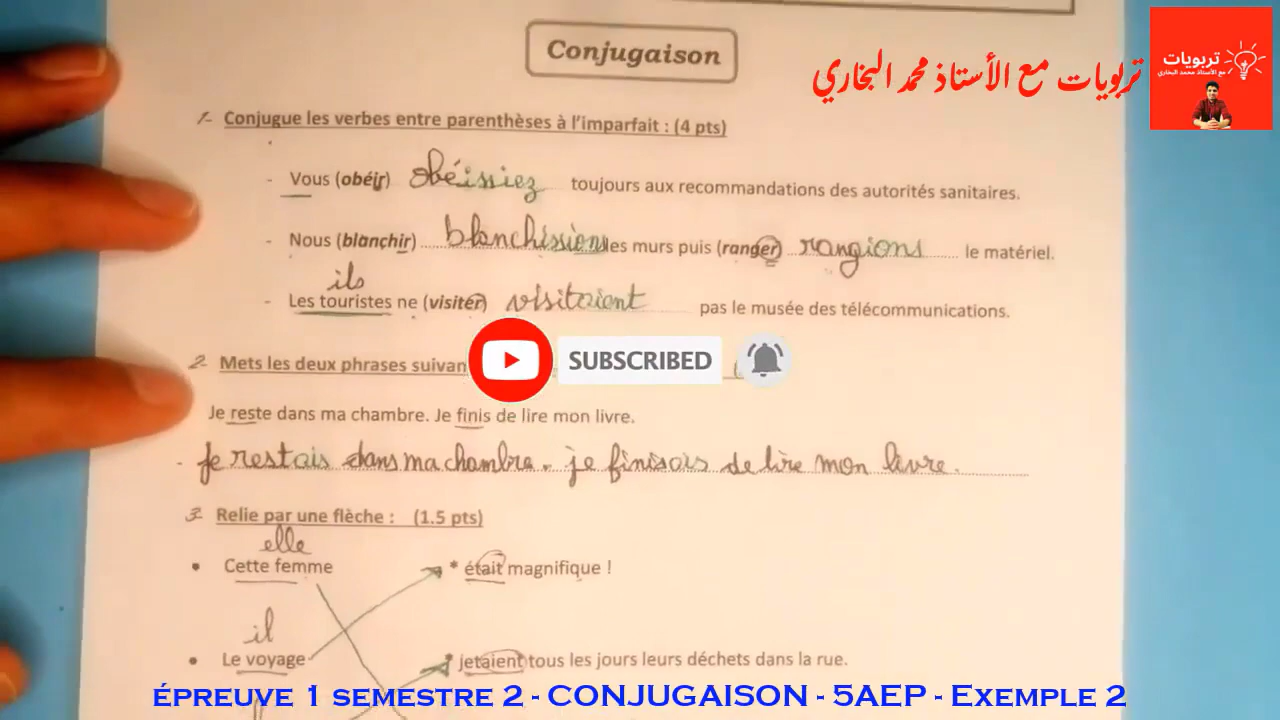 Conjugaison
تربويات مع الأستاذ محمد البخاري
تربويات
مع الأستاذ محمد البخاري
1- Conjugue les verbes entre parenthèses à l'imparfait : (4 pts)
- Vous (obéir) obéissiez toujours aux recommandations des autorités sanitaires.
- Nous (blanchir) blanchissions les murs puis (ranger) rangions le matériel.
ils
- Les touristes ne (visiter) visitaient pas le musée des télécommunications.
2- Mets les deux phrases suivan
SUBSCRIBED
Je reste dans ma chambre. Je finis de lire mon livre.
- Je restais dans ma chambre. je finisais de lire mon livre.
3- Relie par une flèche : (1.5 pts)
elle
• Cette femme * était magnifique !
il
• Le voyage jetaient tous les jours leurs déchets dans la rue.
épreuve 1 semestre 2 - CONJUGAISON - 5AEP - Exemple 2